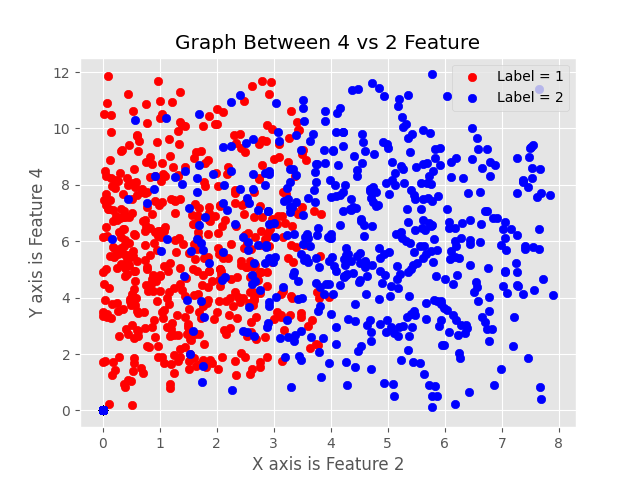 Graph Between 4 vs 2 Feature
Label = 1
Label = 2
12
10
8
6
4
2
0
Y axis is Feature 4
0 1 2 3 4 5 6 7 8
X axis is Feature 2